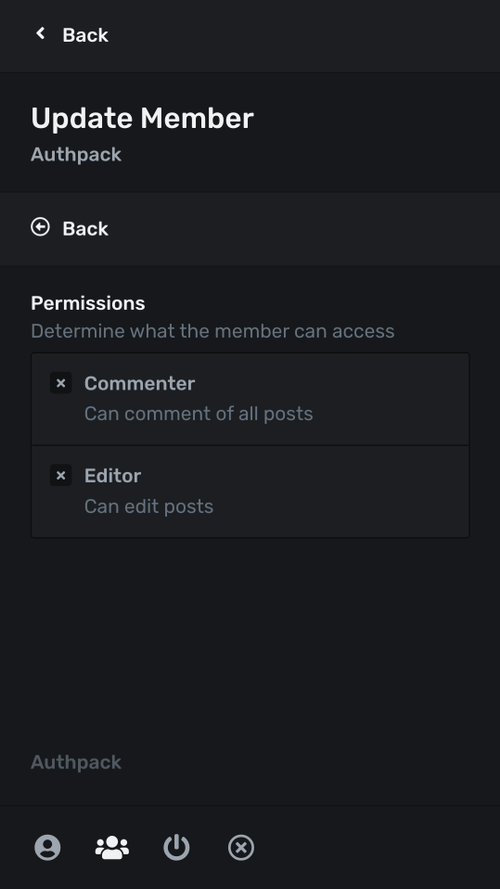 Back
Update Member
Authpack
Back
Permissions
Determine what the member can access
Commenter
Can comment of all posts
Editor
Can edit posts
Authpack